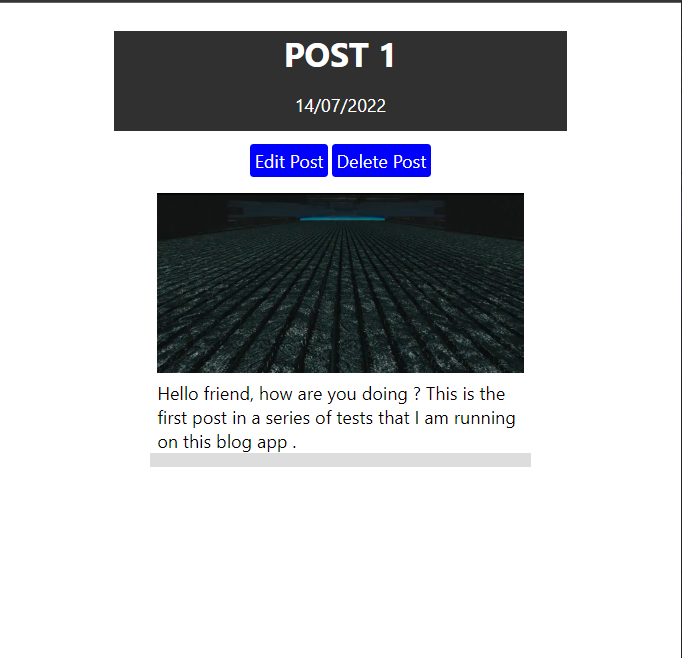 POST 1
14/07/2022
Edit Post Delete Post
Hello friend, how are you doing ? This is the
first post in a series of tests that I am running
on this blog app .